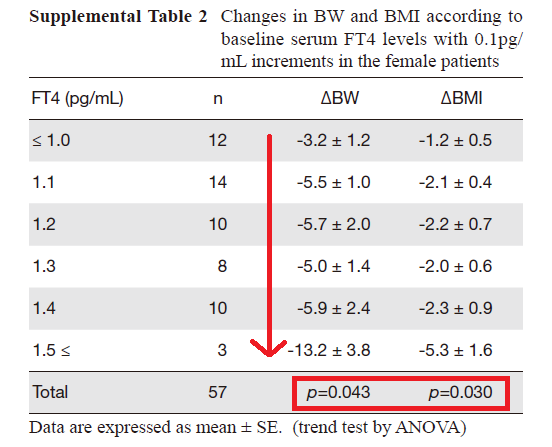 Supplemental Table 2 Changes in BW and BMI according to
baseline serum FT4 levels with 0.1pg/
mL increments in the female patients
FT4 (pg/mL) n ΔBW ΔBMI
≤ 1.0 12 -3.2 ± 1.2 -1.2 ± 0.5
1.1 14 -5.5 ± 1.0 -2.1 ± 0.4
1.2 10 -5.7 ± 2.0 -2.2 ± 0.7
1.3 8 -5.0 ± 1.4 -2.0 ± 0.6
1.4 10 -5.9 ± 2.4 -2.3 ± 0.9
1.5 ≤ 3 -13.2 ± 3.8 -5.3 ± 1.6
Total 57 p=0.043 p=0.030
Data are expressed as mean ± SE. (trend test by ANOVA)